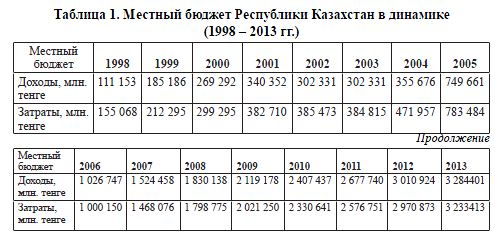 Таблица 1. Местный бюджет Республики Казахстан в динамике
(1998 – 2013 гг.)
Местный бюджет 1998 1999 2000 2001 2002 2003 2004 2005
Доходы, млн. тенге 111 153 185 186 269 292 340 352 302 331 302 331 355 676 749 661
Затраты, млн. тенге 155 068 212 295 299 295 382 710 385 473 384 815 471 957 783 484
Продолжение
Местный бюджет 2006 2007 2008 2009 2010 2011 2012 2013
Доходы, млн. тенге 1 026 747 1 524 458 1 830 138 2 119 178 2 407 437 2 677 740 3 010 924 3 284401
Затраты, млн. тенге 1 000 150 1 468 076 1 798 775 2 021 250 2 330 641 2 576 751 2 970 873 3 233413